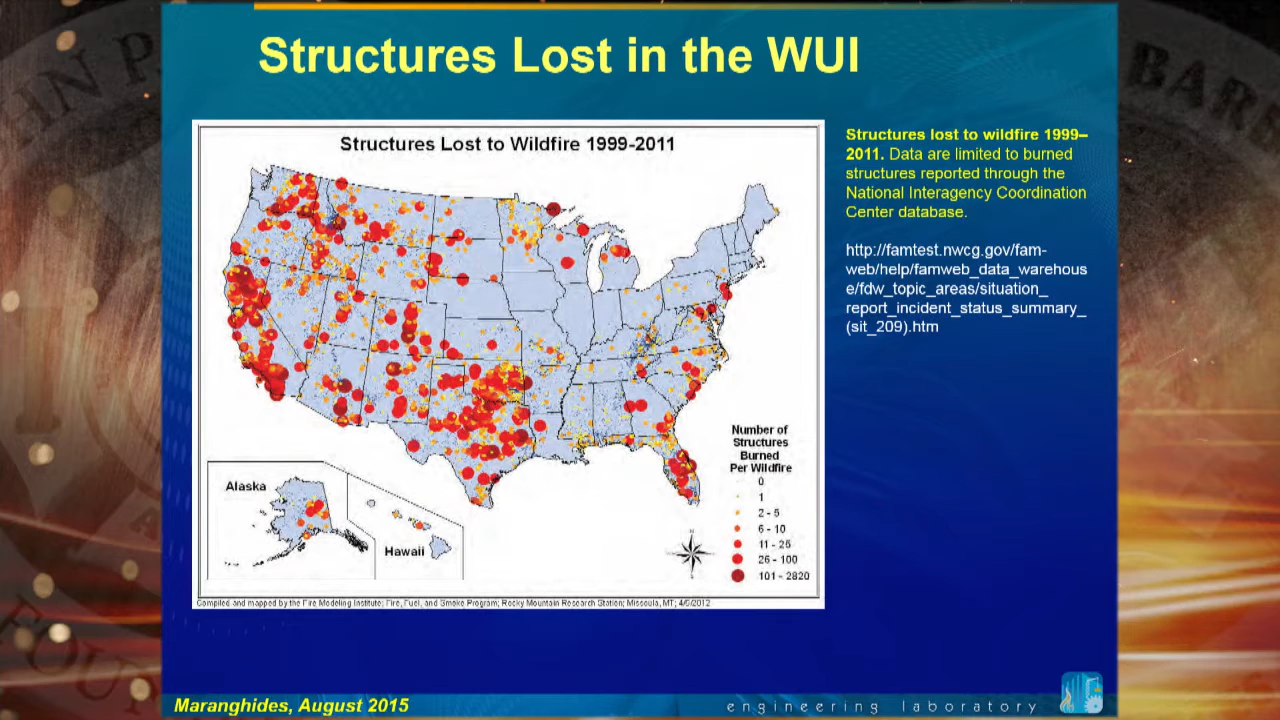 Structures Lost in the WUI
Structures Lost to Wildfire 1999-2011
Alaska
Hawaii
Number of
Structures
Burned
Per Wildfire
0
1
2 - 5
6 - 10
11 - 25
26 - 100
101 - 2820
Compiled and mapped by the Fire Modeling Institute; Fire, Fuel, and Smoke Program; Rocky Mountain Research Station; Missoula, MT; 4/6/2012
Structures lost to wildfire 1999–
2011. Data are limited to burned
structures reported through the
National Interagency Coordination
Center database.
http://famtest.nwcg.gov/fam-
web/help/famweb_data_warehous
e/fdw_topic_areas/situation_
report_incident_status_summary_
(sit_209).htm
Maranghides, August 2015
engineering laboratory